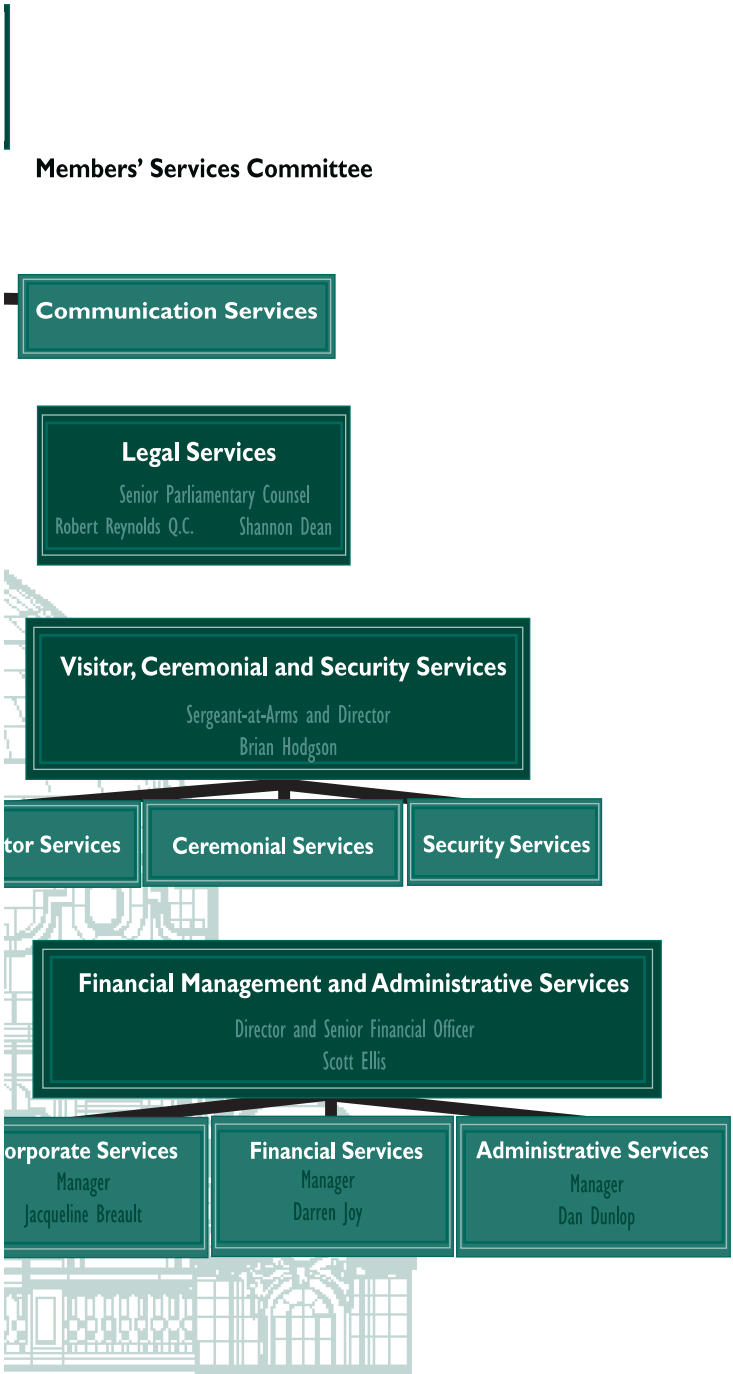 Members’ Services Committee
Communication Services
Legal Services
Senior Parliamentary Counsel
Robert Reynolds Q.C. Shannon Dean
Visitor, Ceremonial and Security Services
Sergeant-at-Arms and Director
Brian Hodgson
tor Services
Ceremonial Services
Security Services
Financial Management and Administrative Services
Director and Senior Financial Officer
Scott Ellis
orporate Services
Manager
Jacqueline Breault
Financial Services
Manager
Darren Joy
Administrative Services
Manager
Dan Dunlop